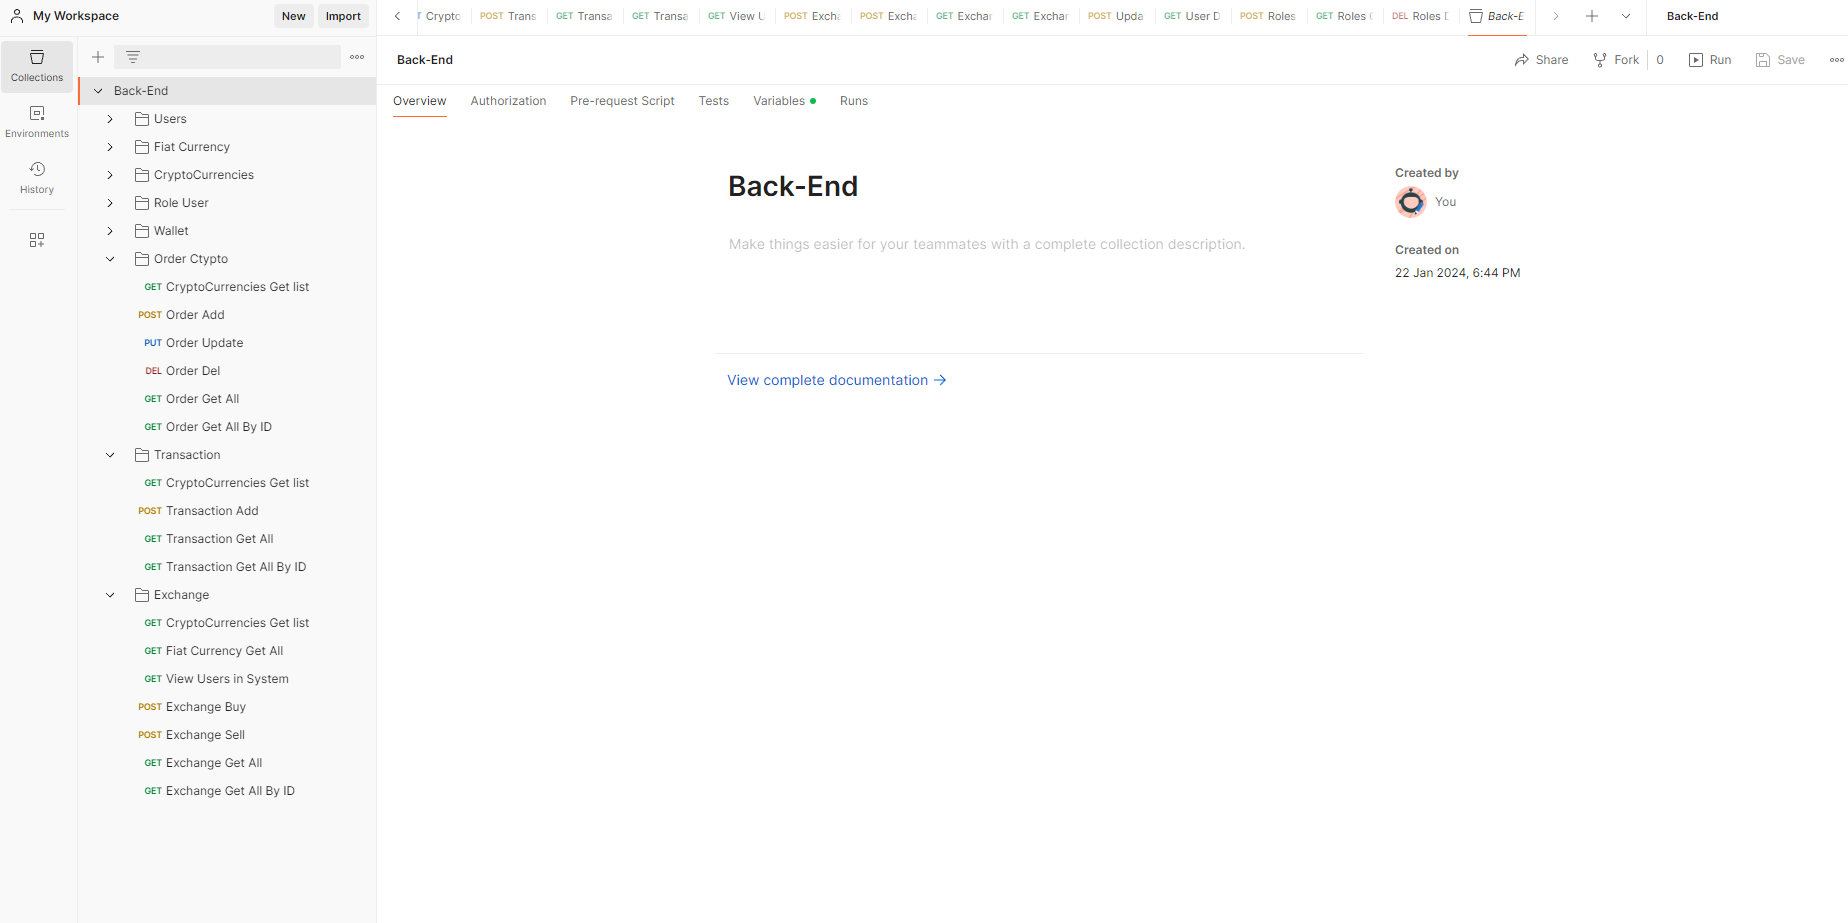 My Workspace
New
Import
Crypto
POST Trans
GET Transa
GET Transa
GET View U
POST Excha
POST Excha
GET Exchar
GET Exchar
POST Upda
GET User D
POST Roles
GET Roles
DEL Roles
Back-E
Back-End
Collections
Environments
History
Back-End
Users
Fiat Currency
CryptoCurrencies
Role User
Wallet
Order Ctypto
GET CryptoCurrencies Get list
POST Order Add
PUT Order Update
DEL Order Del
GET Order Get All
GET Order Get All By ID
Transaction
GET CryptoCurrencies Get list
POST Transaction Add
GET Transaction Get All
GET Transaction Get All By ID
Exchange
GET CryptoCurrencies Get list
GET Fiat Currency Get All
GET View Users in System
POST Exchange Buy
POST Exchange Sell
GET Exchange Get All
GET Exchange Get All By ID
Back-End
Share
Fork 0
Run
Save
Overview
Authorization
Pre-request Script
Tests
Variables
Runs
Back-End
Make things easier for your teammates with a complete collection description.
View complete documentation →
Created by
You
Created on
22 Jan 2024, 6:44 PM